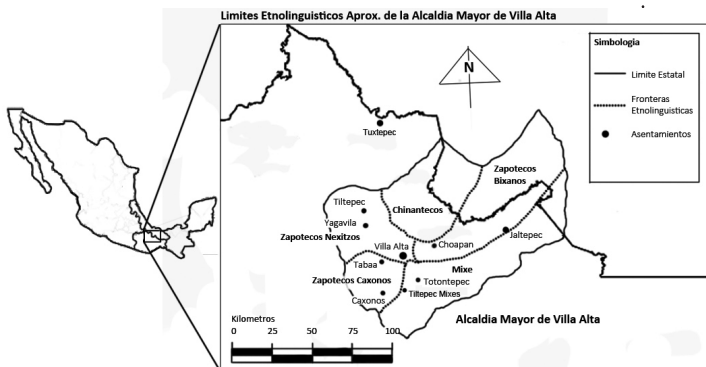 Limites Etnolinguisticos Aprox. de la Alcaldia Mayor de Villa Alta
Simbologia
N
Limite Estatal
Fronteras
Etnolinguisticas
Asentamientos
Tuxtepec
Zapotecos
Bixanos
Tiltepec
Chinantecos
Yagavila
Zapotecos Nexitzos
Jaltepec
Villa Alta
Choapan
Tabaa
Mixe
Zapotecos Caxonos
Totontepec
Caxonos
Tiltepec Mixes
Kilometros
Alcaldia Mayor de Villa Alta
0 25 50 75 100